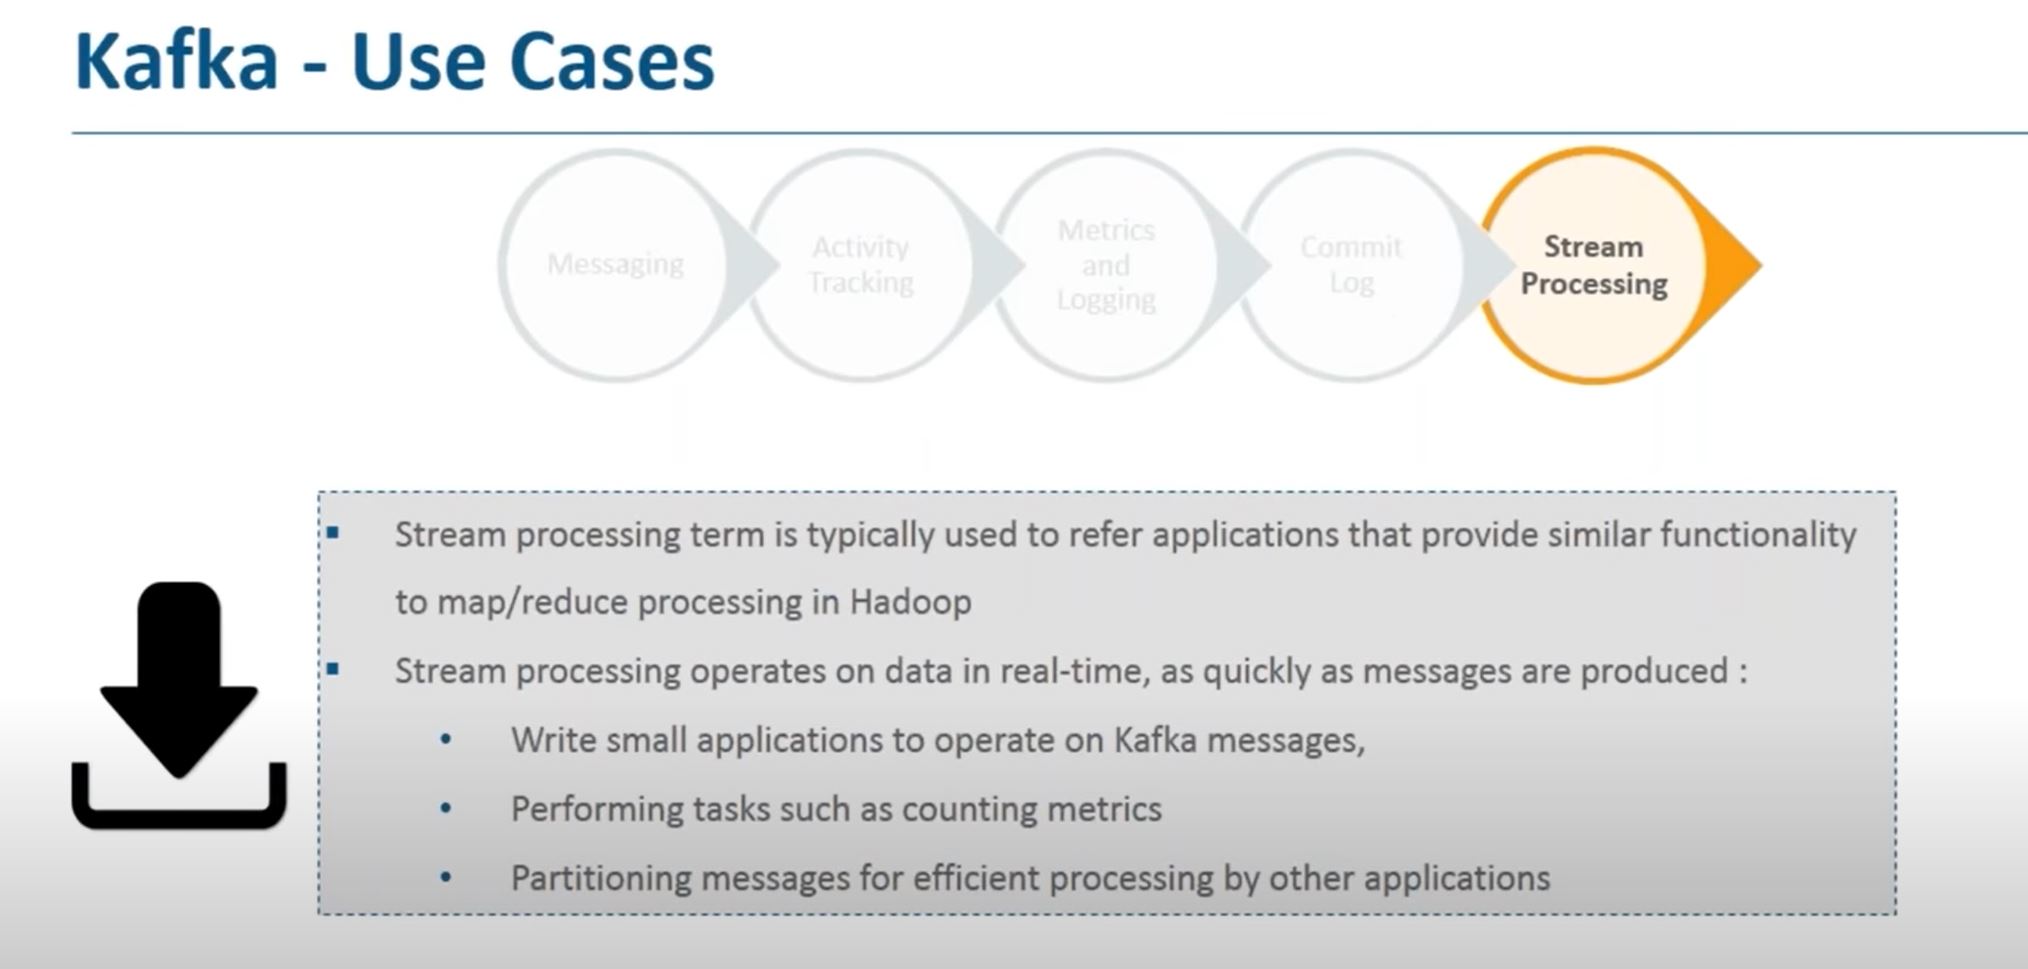 Kafka - Use Cases
Messaging
Activity
Tracking
Metrics
and
Logging
Commit
Log
Stream
Processing
Stream processing term is typically used to refer applications that provide similar functionality
to map/reduce processing in Hadoop
Stream processing operates on data in real-time, as quickly as messages are produced :
Write small applications to operate on Kafka messages,
Performing tasks such as counting metrics
Partitioning messages for efficient processing by other applications